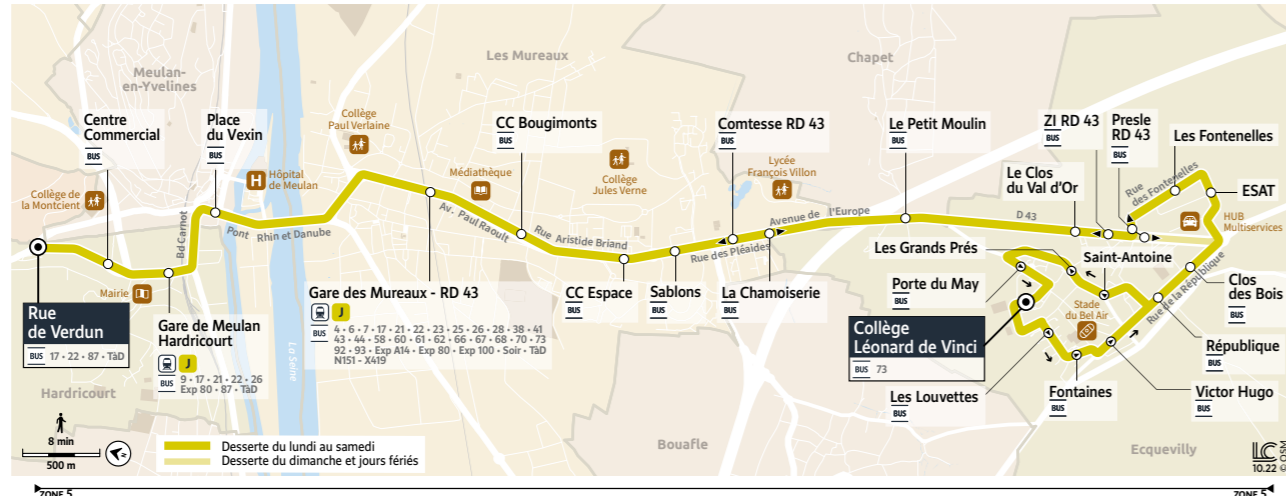 Meulan-
en-Yvelines
Les Mureaux
Chapet
Centre
Commercial
BUS
Place
du Vexin
BUS
Collège
Paul Verlaine
CC Bougimonts
BUS
Comtesse RD 43
BUS
Le Petit Moulin
BUS
ZI RD 43
BUS
Presle
RD 43
BUS
Les Fontenelles
Collège de
la Montcient
H
Hôpital
de Meulan
Médiathèque
Collège
Jules Verne
Lycée
François Villon
Le Clos
du Val d'Or
Rue
des Fontenelles
ESAT
HUB
Multiservices
Bd Carnot
Pont Rhin et Danube
Av. Paul Raoult
Rue Aristide Briand
Rue des Pléaides
Avenue de l'Europe
D 43
Les Grands Prés
Saint-Antoine
Porte du May
BUS
Stade
du Bel Air
Rue de la République
Clos
des Bois
BUS
Mairie
Rue
de Verdun
BUS 17 • 22 • 87 • TàD
Gare de Meulan
Hardricourt
J
BUS 9 • 17 • 21 • 22 • 26
Exp 80 • 87 • TàD
La Seine
Gare des Mureaux - RD 43
J
BUS 4 • 6 • 7 • 17 • 21 • 22 • 23 • 25 • 26 • 28 • 38 • 41
43 • 44 • 58 • 60 • 61 • 62 • 66 • 67 • 68 • 70 • 73
92 • 93 • Exp A14 • Exp 80 • Exp 100 • Soir • TàD
N151 - X419
CC Espace
BUS
Sablons
BUS
La Chamoiserie
BUS
Collège
Léonard de Vinci
BUS 73
Les Louvettes
BUS
Fontaines
BUS
Victor Hugo
BUS
République
BUS
Hardricourt
Bouafle
Ecquevilly
8 min
500 m
Desserte du lundi au samedi
Desserte du dimanche et jours fériés
LC
10.22
© OSM
ZONE 5
ZONE 5